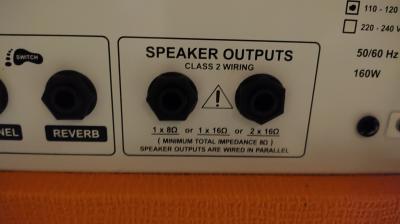 110 - 120
220 - 240 V
50/60 Hz
160W
SWITCH
SPEAKER OUTPUTS
CLASS 2 WIRING
1 x 8Ω or 1 x 16Ω or 2 x 16Ω
( MINIMUM TOTAL IMPEDANCE 8Ω )
SPEAKER OUTPUTS ARE WIRED IN PARALLEL
REVERB